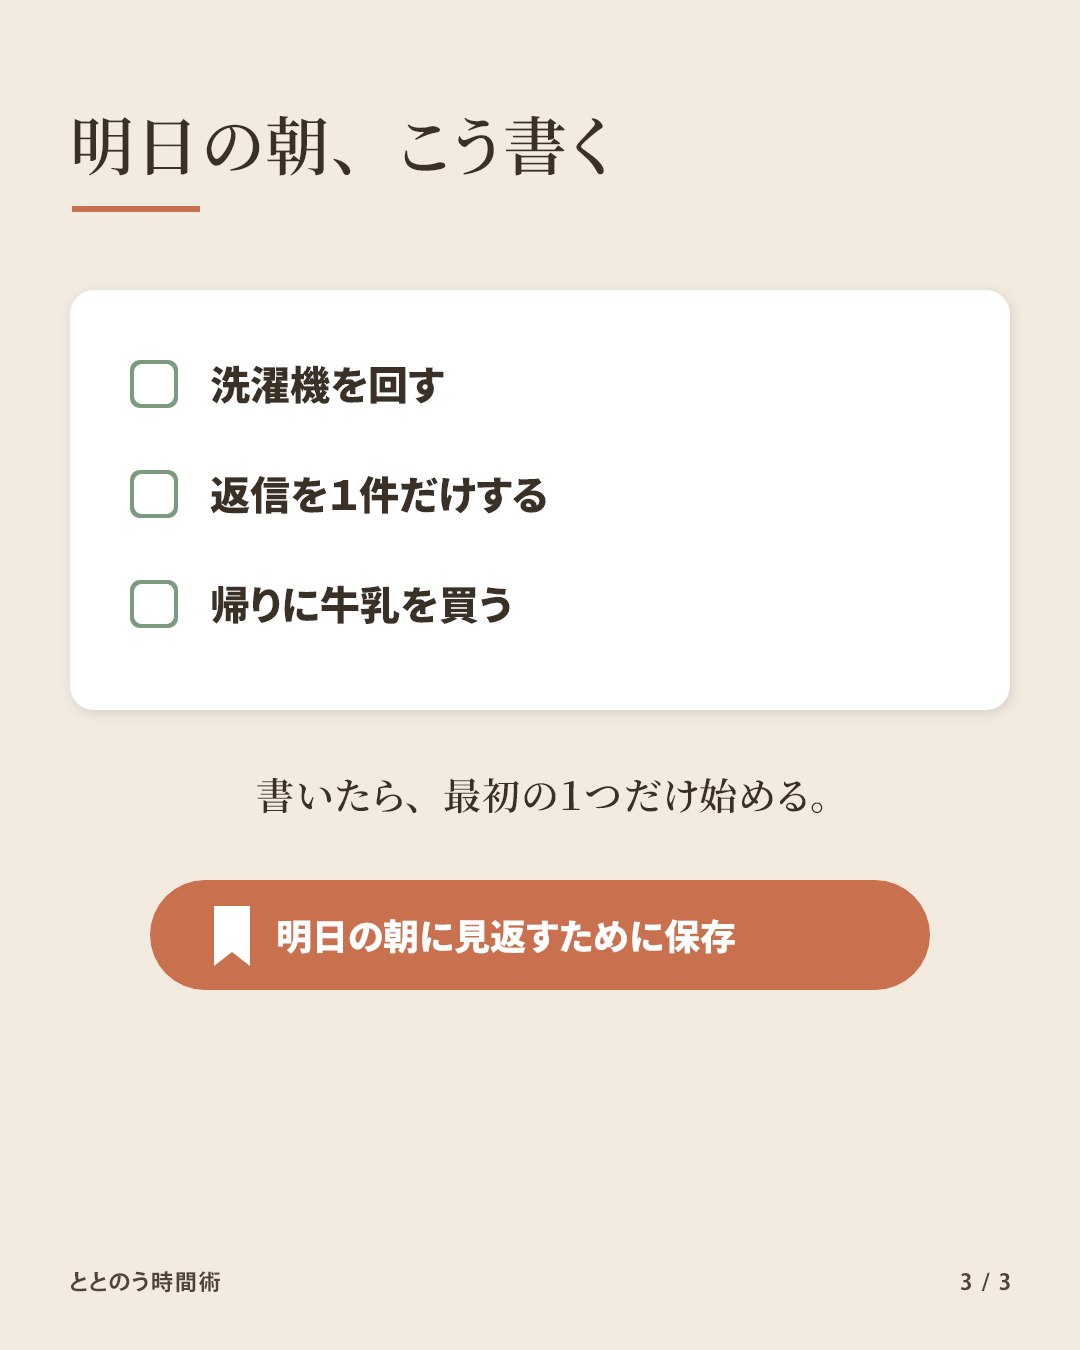 明日の朝、こう書く
洗濯機を回す
返信を1件だけする
帰りに牛乳を買う
書いたら、最初の1つだけ始める。
明日の朝に見返すために保存
ととのう時間術
3 / 3